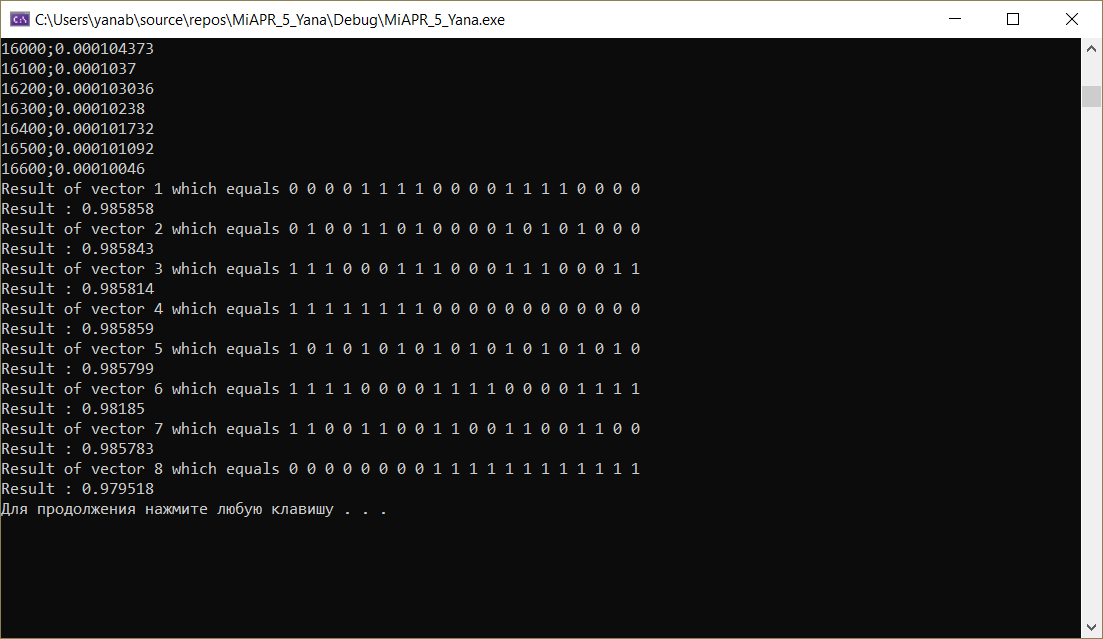 C:\Users\yanab\source\repos\MiAPR_5_Yana\Debug\MiAPR_5_Yana.exe
16000;0.000104373
16100;0.0001037
16200;0.000103036
16300;0.00010238
16400;0.000101732
16500;0.000101092
16600;0.00010046
Result of vector 1 which equals 0 0 0 0 1 1 1 1 0 0 0 0 1 1 1 1 0 0 0 0
Result : 0.985858
Result of vector 2 which equals 0 1 0 0 1 1 0 1 0 0 0 0 1 0 1 0 1 0 0 0
Result : 0.985843
Result of vector 3 which equals 1 1 1 0 0 0 1 1 1 0 0 0 1 1 1 0 0 0 1 1
Result : 0.985814
Result of vector 4 which equals 1 1 1 1 1 1 1 1 0 0 0 0 0 0 0 0 0 0 0 0
Result : 0.985859
Result of vector 5 which equals 1 0 1 0 1 0 1 0 1 0 1 0 1 0 1 0 1 0 1 0
Result : 0.985799
Result of vector 6 which equals 1 1 1 1 0 0 0 0 1 1 1 1 0 0 0 0 1 1 1 1
Result : 0.98185
Result of vector 7 which equals 1 1 0 0 1 1 0 0 1 1 0 0 1 1 0 0 1 1 0 0
Result : 0.985783
Result of vector 8 which equals 0 0 0 0 0 0 0 0 1 1 1 1 1 1 1 1 1 1 1 1
Result : 0.979518
Для продолжения нажмите любую клавишу . . .